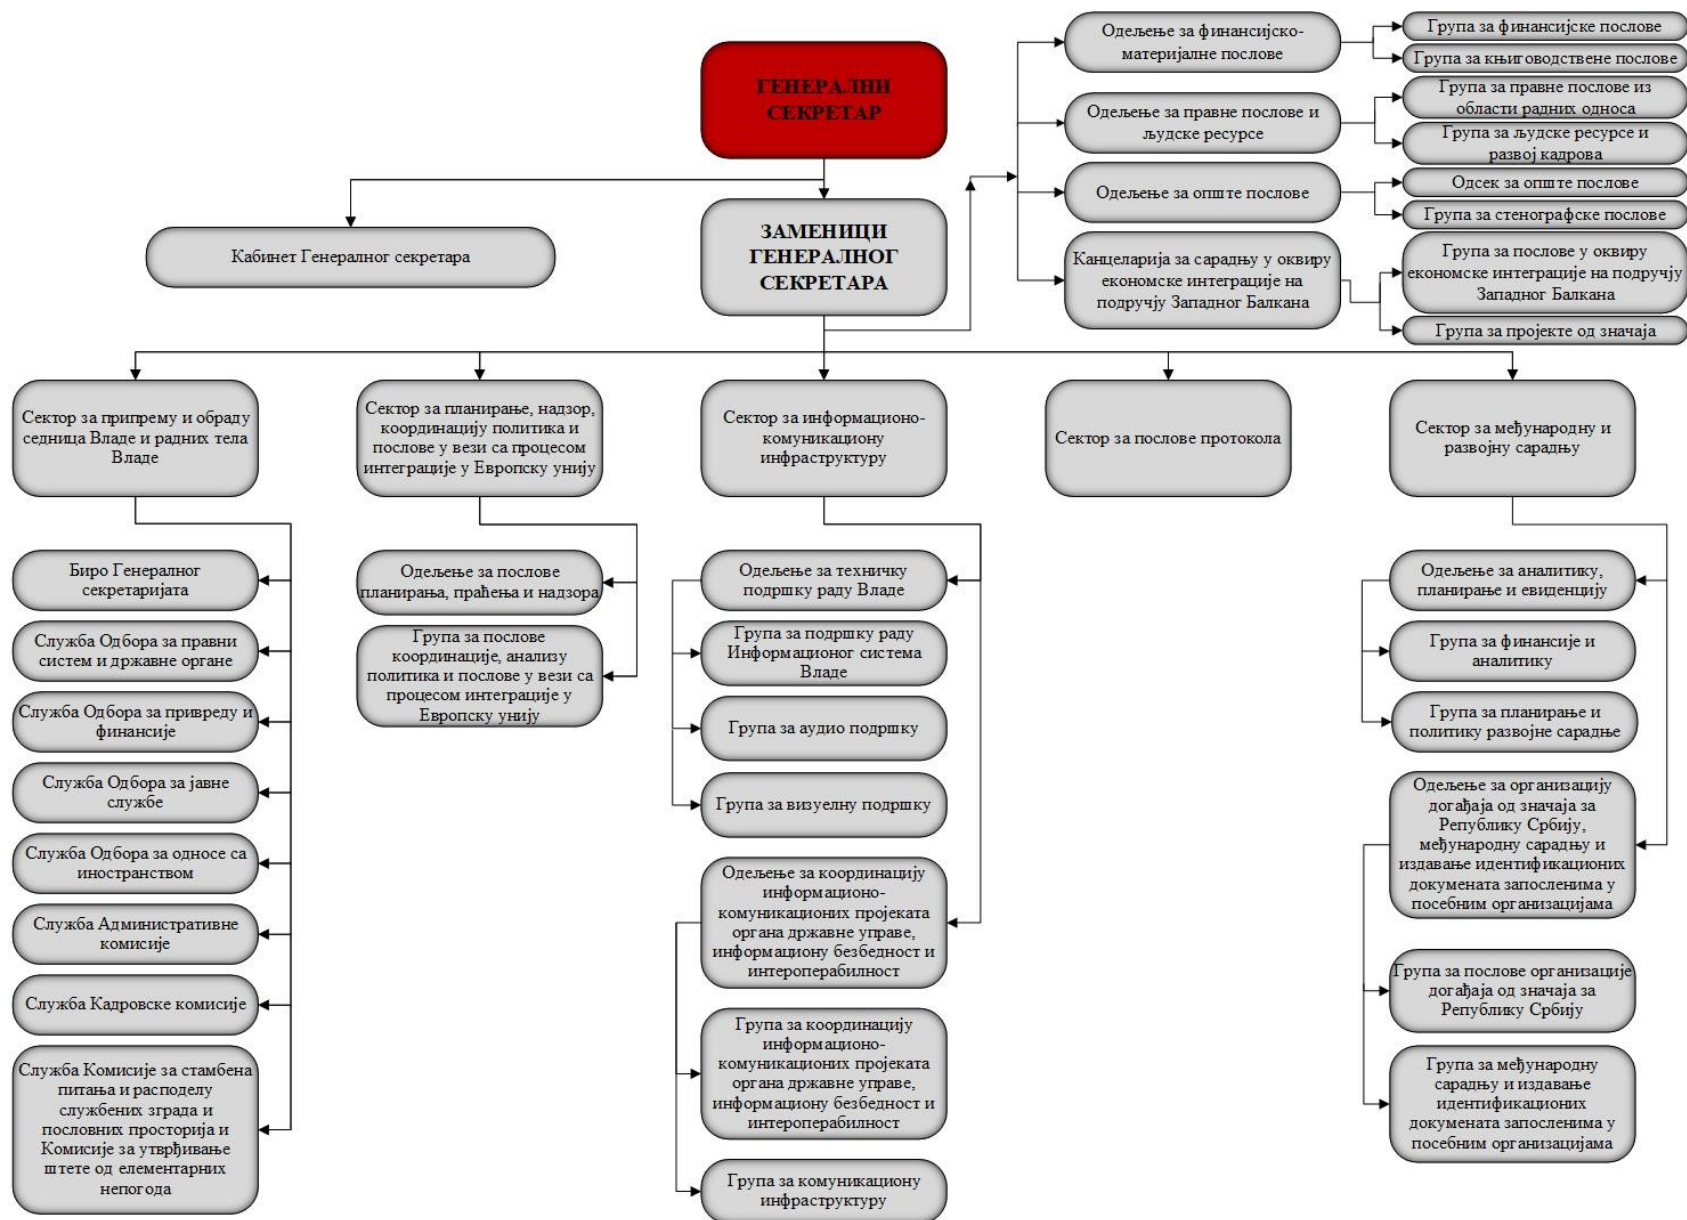 ГЕНЕРАЛНИ
СЕКРЕТАР
Кабинет Генералног секретара
ЗАМЕНИЦИ
ГЕНЕРАЛНОГ
СЕКРЕТАРА
Одељење за финансијско-
материјалне послове
Група за финансијске послове
Група за књиговодствене послове
Одељење за правне послове и
људске ресурсе
Група за правне послове из
области радних односа
Група за људске ресурсе и
развој кадрова
Одељење за опште послове
Одсек за опште послове
Група за стенографске послове
Канцеларија за сарадњу у оквиру
економске интеграције на
подручју Западног Балкана
Група за послове у оквиру
економске интеграције на подручју
Западног Балкана
Група за пројекте од значаја
Сектор за припрему и обраду
седница Владе и радних тела
Владе
Биро Генералног
секретаријата
Служба Одбора за правни
систем и државне органе
Служба Одбора за привреду и
финансије
Служба Одбора за јавне
службе
Служба Одбора за односе са
иностранством
Служба Административне
комисије
Служба Кадровске комисије
Служба Комисије за стамбена
питања и расподелу
службених зграда и
пословних просторија и
Комисије за утврђивање
штете од елементарних
непогода
Сектор за планирање, надзор,
координацију политика и
послове у вези са процесом
интеграције у Европску унију
Одељење за послове
планирања, праћења и надзора
Група за послове
координације, анализу
политика и послове у вези са
процесом интеграције у
Европску унију
Сектор за информационо-
комуникациону
инфраструктуру
Одељење за техничку
подршку раду Владе
Група за подршку раду
Информационог система
Владе
Група за аудио подршку
Група за визуелну подршку
Одељење за координацију
информационо-
комуникационих пројеката
органа државне управе,
информациону безбедност и
интероперабилност
Група за координацију
информационо-
комуникационих пројеката
органа државне управе,
информациону безбедност и
интероперабилност
Група за комуникациону
инфраструктуру
Сектор за послове протокола
Сектор за међународну и
развојну сарадњу
Одељење за аналитику,
планирање и евиденцију
Група за финансије и
аналитику
Група за планирање и
политику развојне сарадње
Одељење за организацију
догађаја од значаја за
Републику Србију,
међународну сарадњу и
издавање идентификационих
докумената запосленима у
посебним организацијама
Група за послове организације
догађаја од значаја за
Републику Србију
Група за међународну
сарадњу и издавање
идентификационих
докумената запосленима у
посебним организацијама